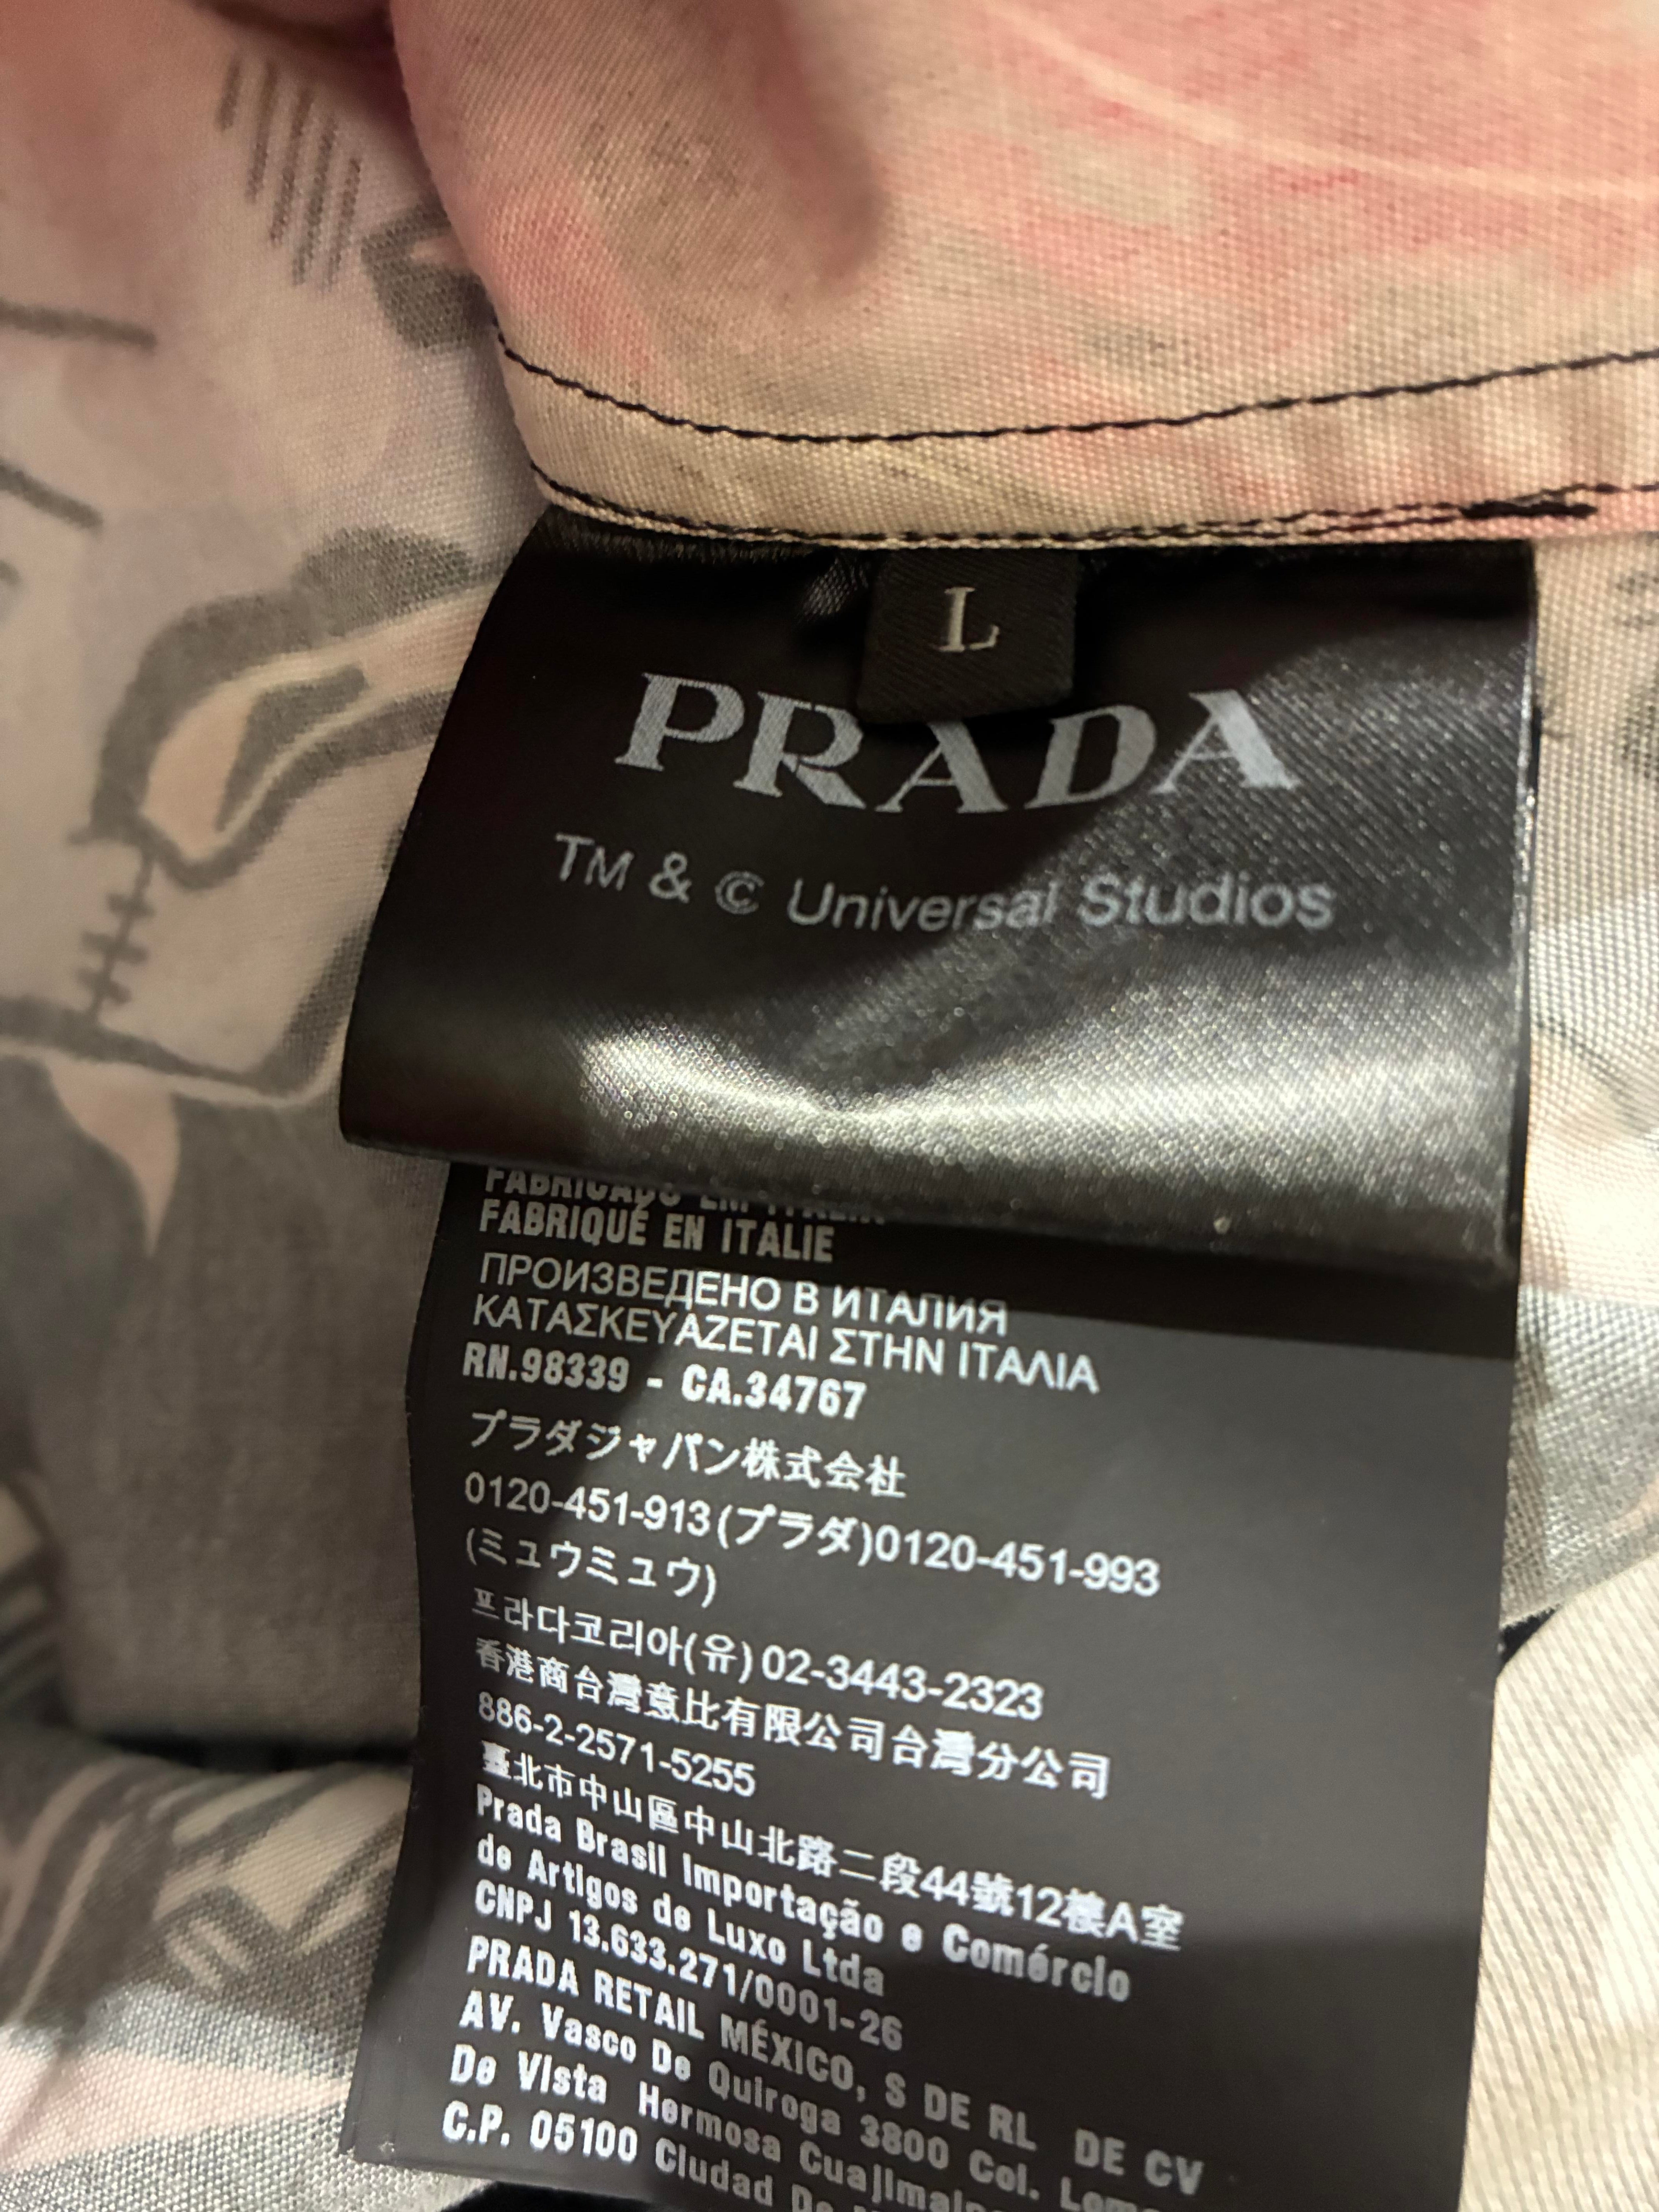 L
PRADA
TM & © Universal Studios
FABRICADO EM
FABRIQUÉ EN ITALIE
ПРОИЗВЕДЕНО В ИТАЛИЯ
ΚΑΤΑΣΚΕΥΑΖΕΤΑΙ ΣΤΗΝ ΙΤΑΛΙΑ
RN.98339 - CA.34767
プラダジャパン株式会社
0120-451-913(プラダ)0120-451-993
(ミュウミュウ)
프라다코리아(유)02-3443-2323
香港商台灣意比有限公司台灣分公司
886-2-2571-5255
臺北市中山區中山北路二段44號12樓A室
Prada Brasil Importação e Comércio
de Artigos de Luxo Ltda
CNPJ 13.633.271/0001-26
PRADA RETAIL MÉXICO, S DE RL DE CV
AV. Vasco De Quiroga 3800 Col. Loma
De Vista Hermosa Cuajimalp
C.P. 05100 Ciudad De